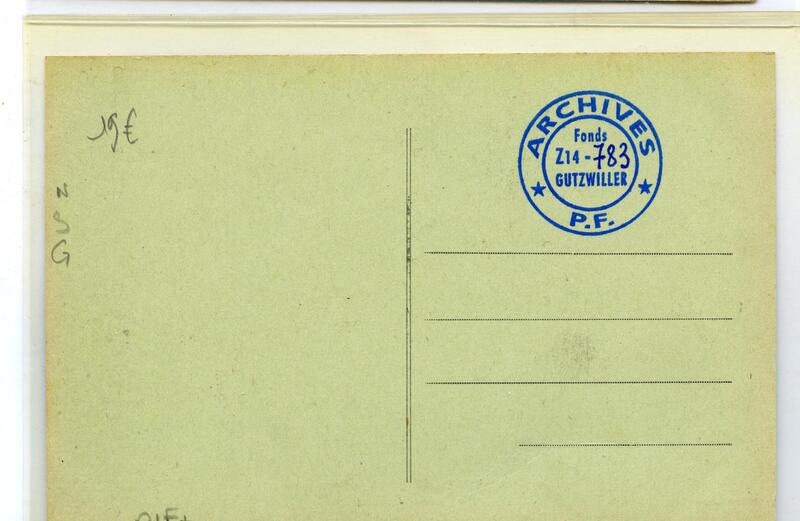 19€
ARCHIVES
Fonds
Z14-783
GUTZWILLER
P.F.
N
G